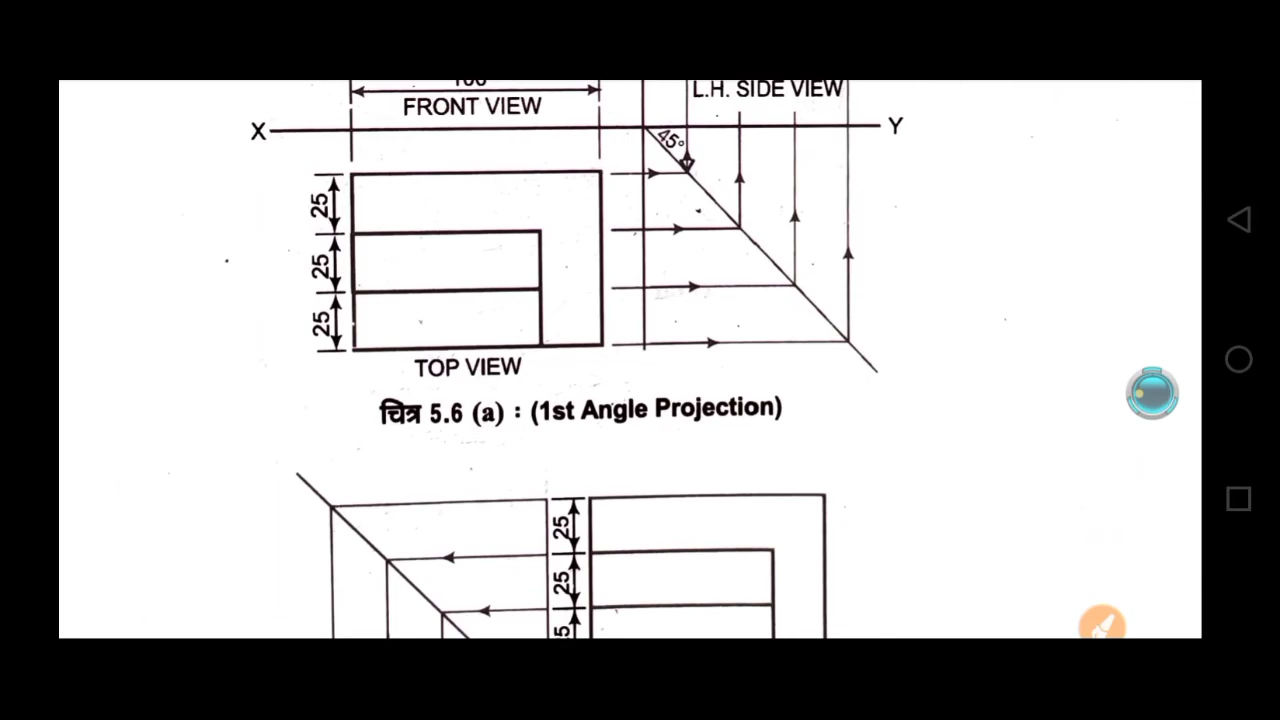 L.H. SIDE VIEW
FRONT VIEW
X
Y
45°
25
25
25
TOP VIEW
चित्र 5.6 (a) : (1st Angle Projection)
25
25